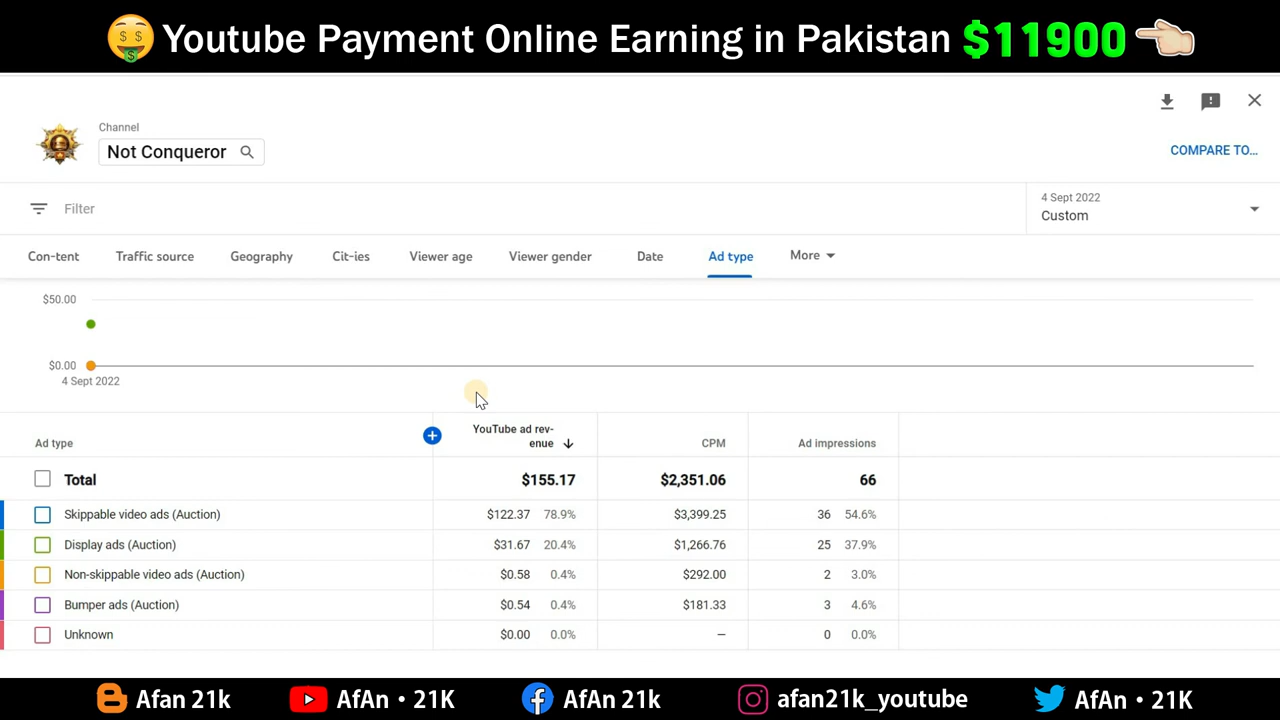 Youtube Payment Online Earning in Pakistan $11900
Channel
Not Conqueror
COMPARE TO...
Filter
4 Sept 2022
Custom
Con-tent Traffic source Geography Cit-ies Viewer age Viewer gender Date Ad type More
$50.00
$0.00
4 Sept 2022
Ad type YouTube ad rev-
enue CPM Ad impressions
Total $155.17 $2,351.06 66
Skippable video ads (Auction) $122.37 78.9% $3,399.25 36 54.6%
Display ads (Auction) $31.67 20.4% $1,266.76 25 37.9%
Non-skippable video ads (Auction) $0.58 0.4% $292.00 2 3.0%
Bumper ads (Auction) $0.54 0.4% $181.33 3 4.6%
Unknown $0.00 0.0% — 0 0.0%
Afan 21k AfAn • 21K AfAn 21k afan21k_youtube AfAn • 21K